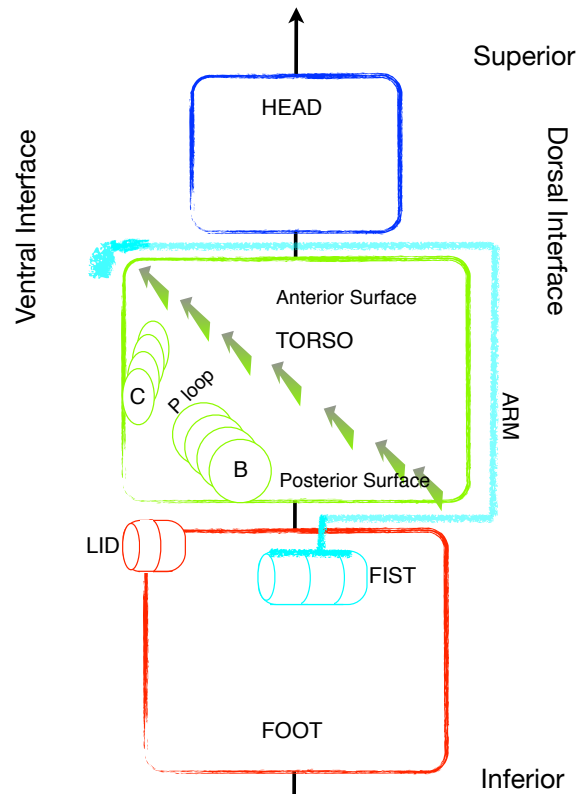 Superior
HEAD
Ventral Interface
Dorsal Interface
Anterior Surface
TORSO
C
P loop
ARM
B
Posterior Surface
LID
FIST
FOOT
Inferior